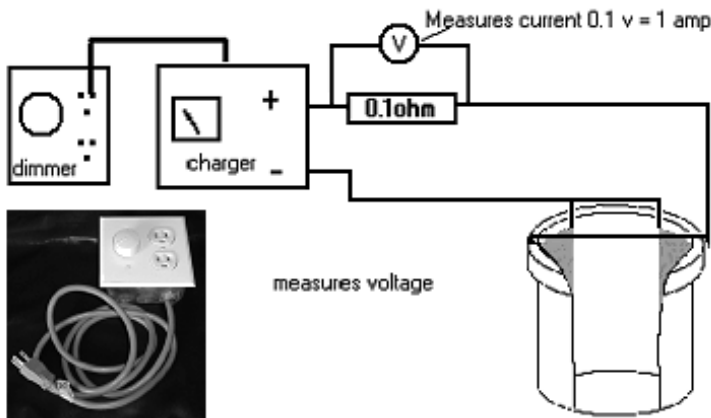 Measures current 0.1 v = 1 amp
V
+
0.1ohm
dimmer
charger
-
measures voltage